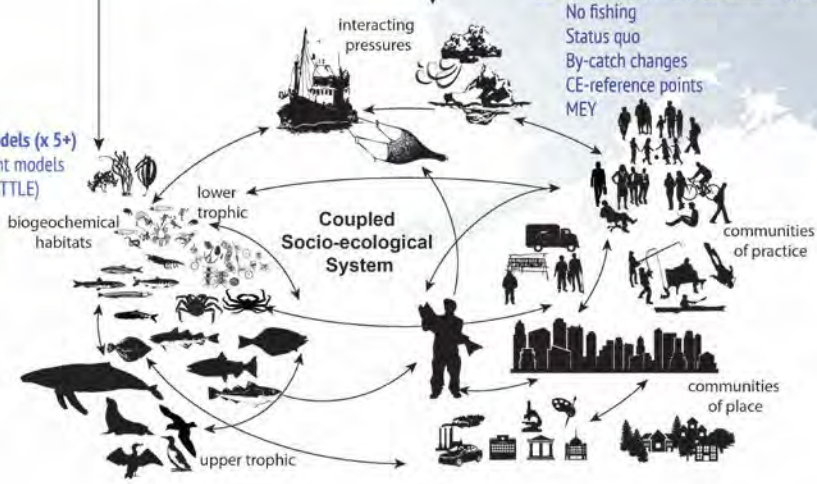 No fishing
Status quo
By-catch changes
CE-reference points
MEY
interacting
pressures
lower
trophic
biogeochemical
habitats
Coupled
Socio-ecological
System
communities
of practice
communities
of place
upper trophic